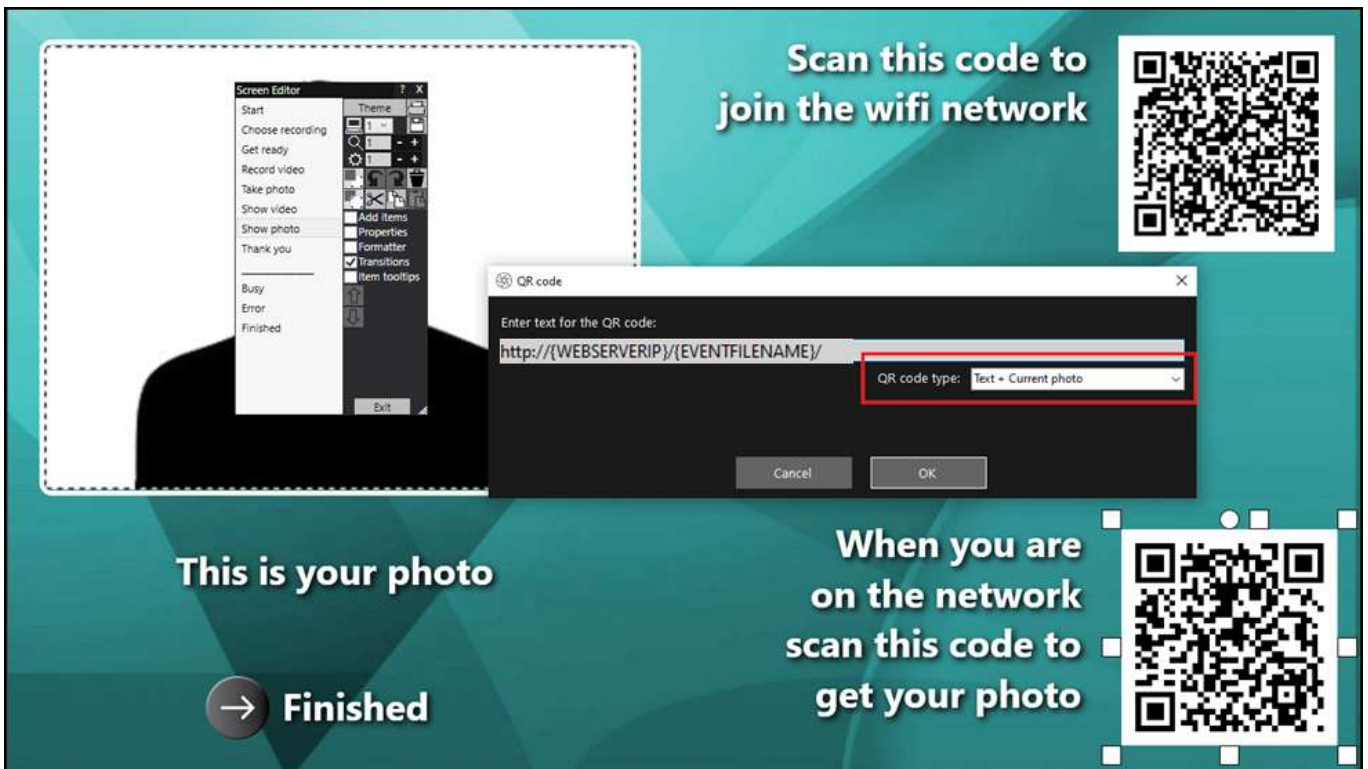 Scan this code to
join the wifi network
Screen Editor ? X
Start
Choose recording
Get ready
Record video
Take photo
Show video
Show photo
Thank you
Busy
Error
Finished
Theme
1
1 - +
1 - +
Add items
Properties
Formatter
Transitions
Item tooltips
Exit
QR code
Enter text for the QR code:
http://{WEBSERVERIP}/{EVENTFILENAME}/
QR code type: Text + Current photo
Cancel OK
This is your photo
Finished
When you are
on the network
scan this code to
get your photo